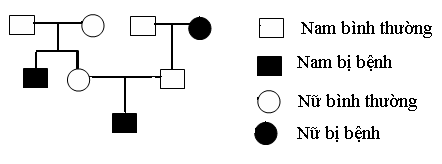 Nam bình thường
Nam bị bệnh
Nữ bình thường
Nữ bị bệnh